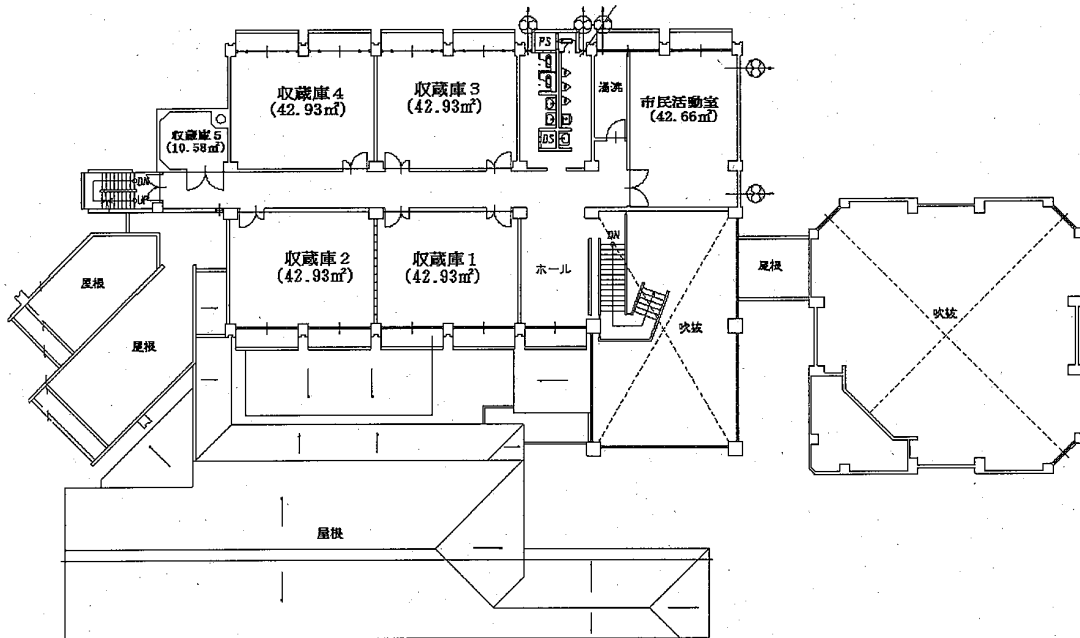 PS
収蔵庫4
(42.93㎡)
収蔵庫3
(42.93㎡)
湯沸
市民活動室
(42.66㎡)
収蔵庫5
(10.58㎡)
DS
DN
UP
収蔵庫2
(42.93㎡)
収蔵庫1
(42.93㎡)
ホール
DN
屋根
吹抜
吹抜
屋根
屋根
屋根